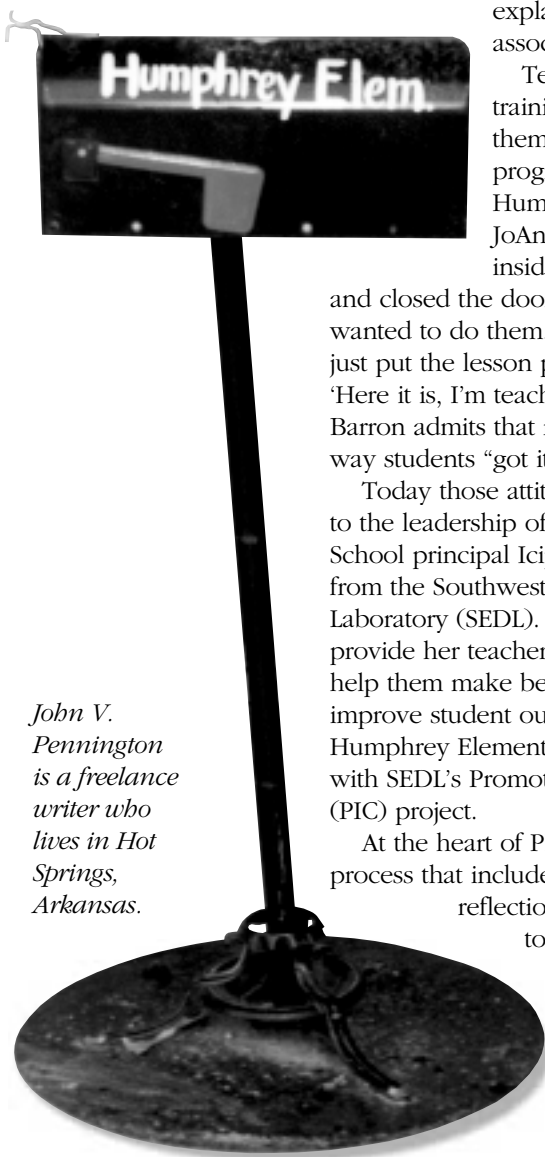 Humphrey Elem.
John V.
Pennington
is a freelance
writer who
lives in Hot
Springs,
Arkansas.
expla
assoc
Te
traini
them
prog
Hum
JoAn
insid
and closed the doo
wanted to do them
just put the lesson p
‘Here it is, I’m teach
Barron admits that
way students “got it
Today those attit
to the leadership of
School principal Ici
from the Southwest
Laboratory (SEDL).
provide her teacher
help them make be
improve student ou
Humphrey Element
with SEDL’s Promot
(PIC) project.
At the heart of P
process that include
reflectio
to